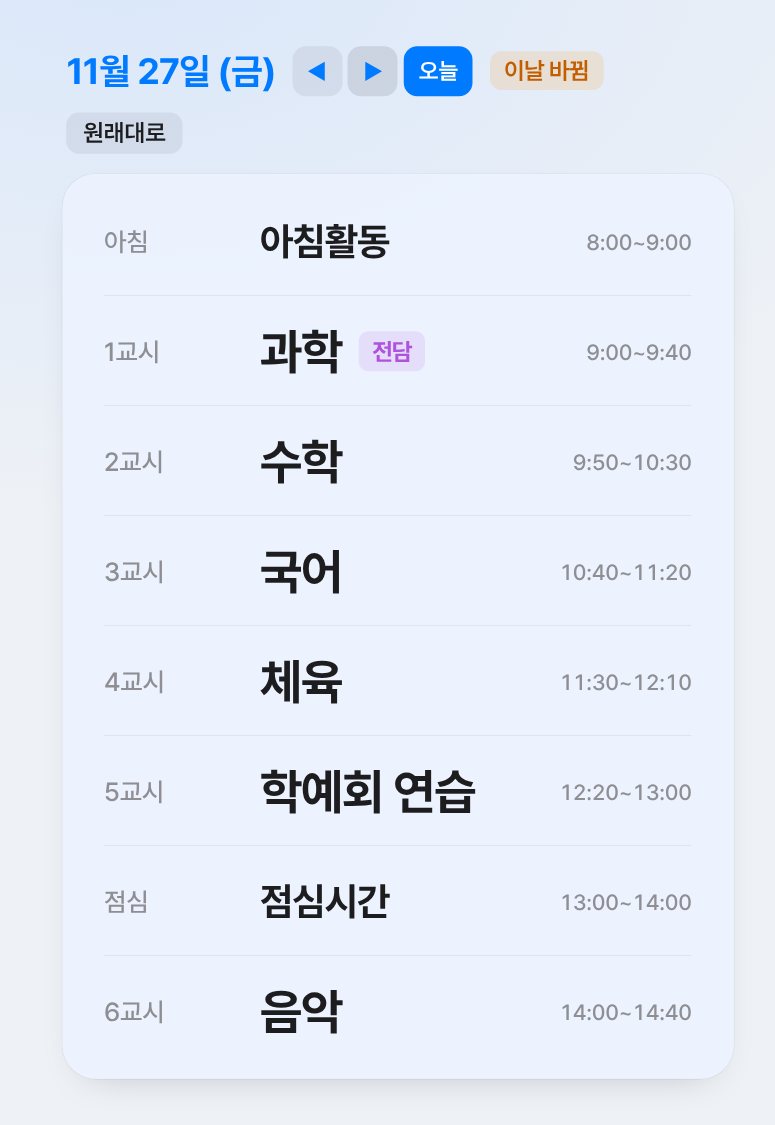 11월 27일 (금) ◀ ▶ 오늘 이날 바뀜
원래대로
아침 아침활동 8:00~9:00
1교시 과학 전담 9:00~9:40
2교시 수학 9:50~10:30
3교시 국어 10:40~11:20
4교시 체육 11:30~12:10
5교시 학예회 연습 12:20~13:00
점심 점심시간 13:00~14:00
6교시 음악 14:00~14:40